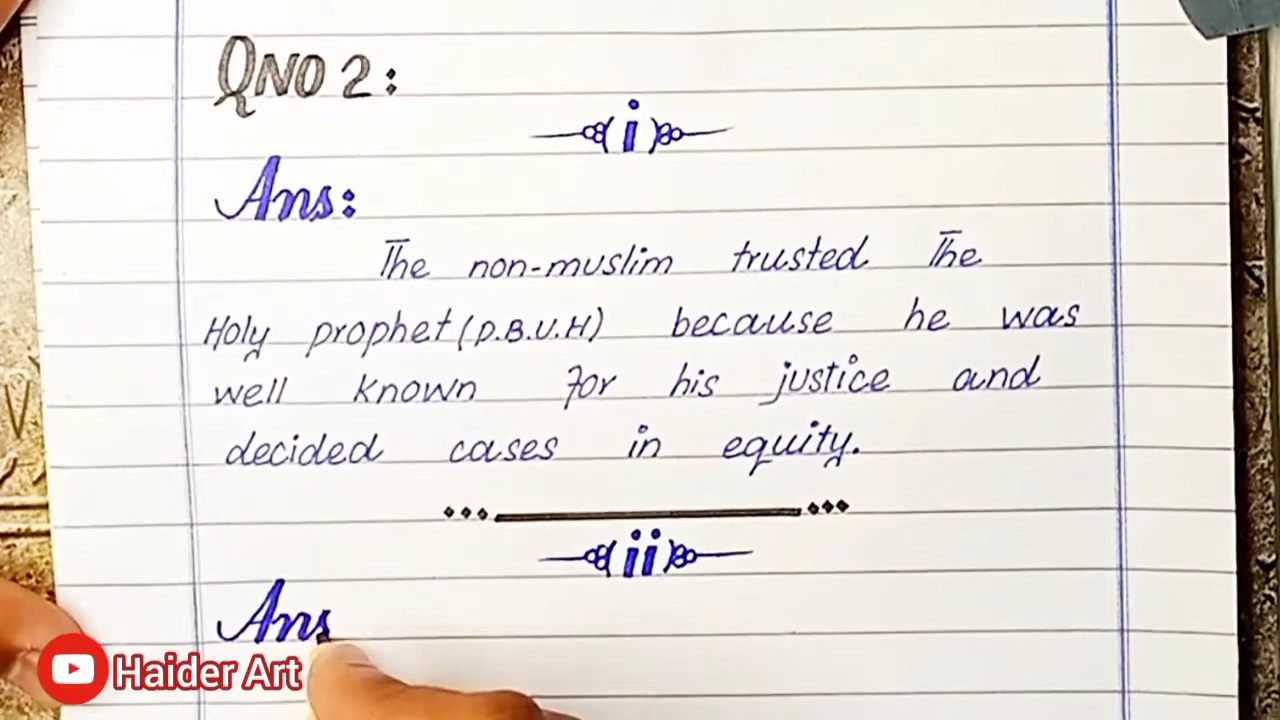 QNO 2:
i
Ans:
The non-muslim trusted The
Holy prophet (P.B.U.H) because he was
well known for his justice and
decided cases in equity.
ii
Ans
Haider Art